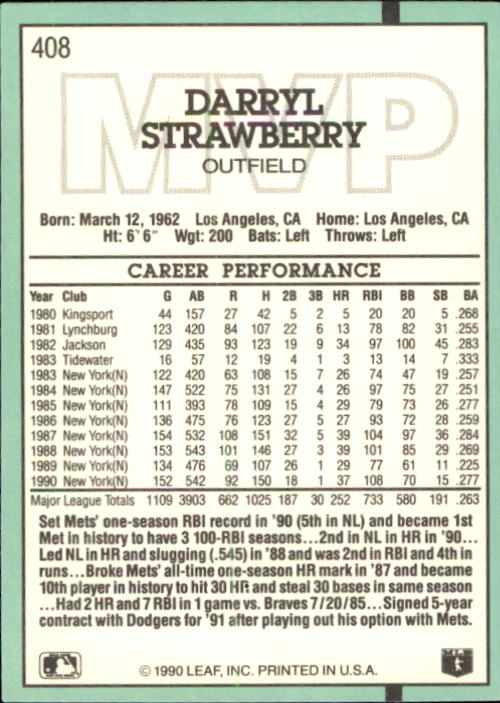 408
MVP
DARRYL
STRAWBERRY
OUTFIELD
Born: March 12, 1962 Los Angeles, CA Home: Los Angeles, CA
Ht: 6' 6" Wgt: 200 Bats: Left Throws: Left
CAREER PERFORMANCE
Year Club G AB R H 2B 3B HR RBI BB SB BA
1980 Kingsport 44 157 27 42 5 2 5 20 20 5 .268
1981 Lynchburg 123 420 84 107 22 6 13 78 82 31 .255
1982 Jackson 129 435 93 123 19 9 34 97 100 45 .283
1983 Tidewater 16 57 12 19 4 1 3 13 14 7 .333
1983 New York(N) 122 420 63 108 15 7 26 74 47 19 .257
1984 New York(N) 147 522 75 131 27 4 26 97 75 27 .251
1985 New York(N) 111 393 78 109 15 4 29 79 73 26 .277
1986 New York(N) 136 475 76 123 27 5 27 93 72 28 .259
1987 New York(N) 154 532 108 151 32 5 39 104 97 36 .284
1988 New York(N) 153 543 101 146 27 3 39 101 85 29 .269
1989 New York(N) 134 476 69 107 26 1 29 77 61 11 .225
1990 New York(N) 152 542 92 150 18 1 37 108 70 15 .277
Major League Totals 1109 3903 662 1025 187 30 252 733 580 191 .263
Set Mets' one-season RBI record in '90 (5th in NL) and became 1st
Met in history to have 3 100-RBI seasons...2nd in NL in HR in '90...
Led NL in HR and slugging (.545) in '88 and was 2nd in RBI and 4th in
runs...Broke Mets' all-time one-season HR mark in '87 and became
10th player in history to hit 30 HR and steal 30 bases in same season
...Had 2 HR and 7 RBI in 1 game vs. Braves 7/20/85...Signed 5-year
contract with Dodgers for '91 after playing out his option with Mets.
© 1990 LEAF, INC. PRINTED IN U.S.A.